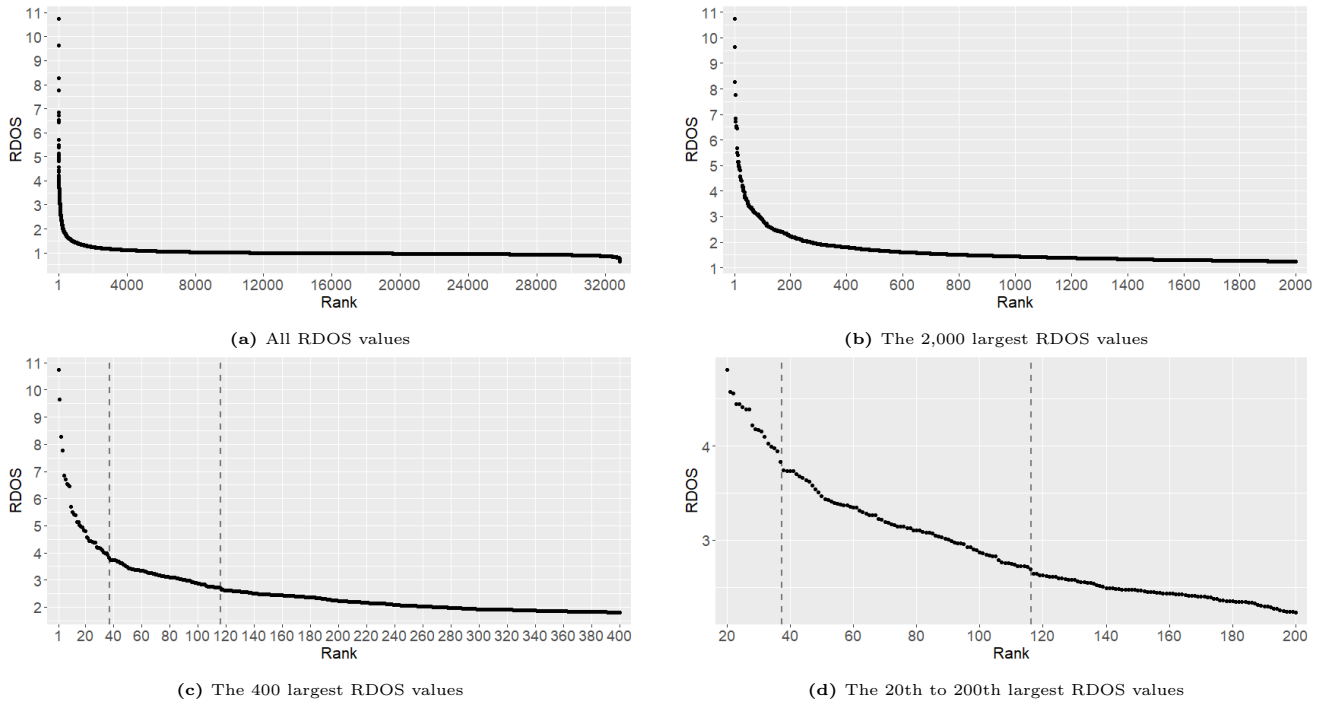 11
10
9
8
7
6
5
4
3
2
1
RDOS
1 4000 8000 12000 16000 20000 24000 28000 32000
Rank
(a) All RDOS values
11
10
9
8
7
6
5
4
3
2
1
RDOS
1 200 400 600 800 1000 1200 1400 1600 1800 2000
Rank
(b) The 2,000 largest RDOS values
11
10
9
8
7
6
5
4
3
2
RDOS
1 20 40 60 80 100 120 140 160 180 200 220 240 260 280 300 320 340 360 380 400
Rank
(c) The 400 largest RDOS values
4
3
RDOS
20 40 60 80 100 120 140 160 180 200
Rank
(d) The 20th to 200th largest RDOS values